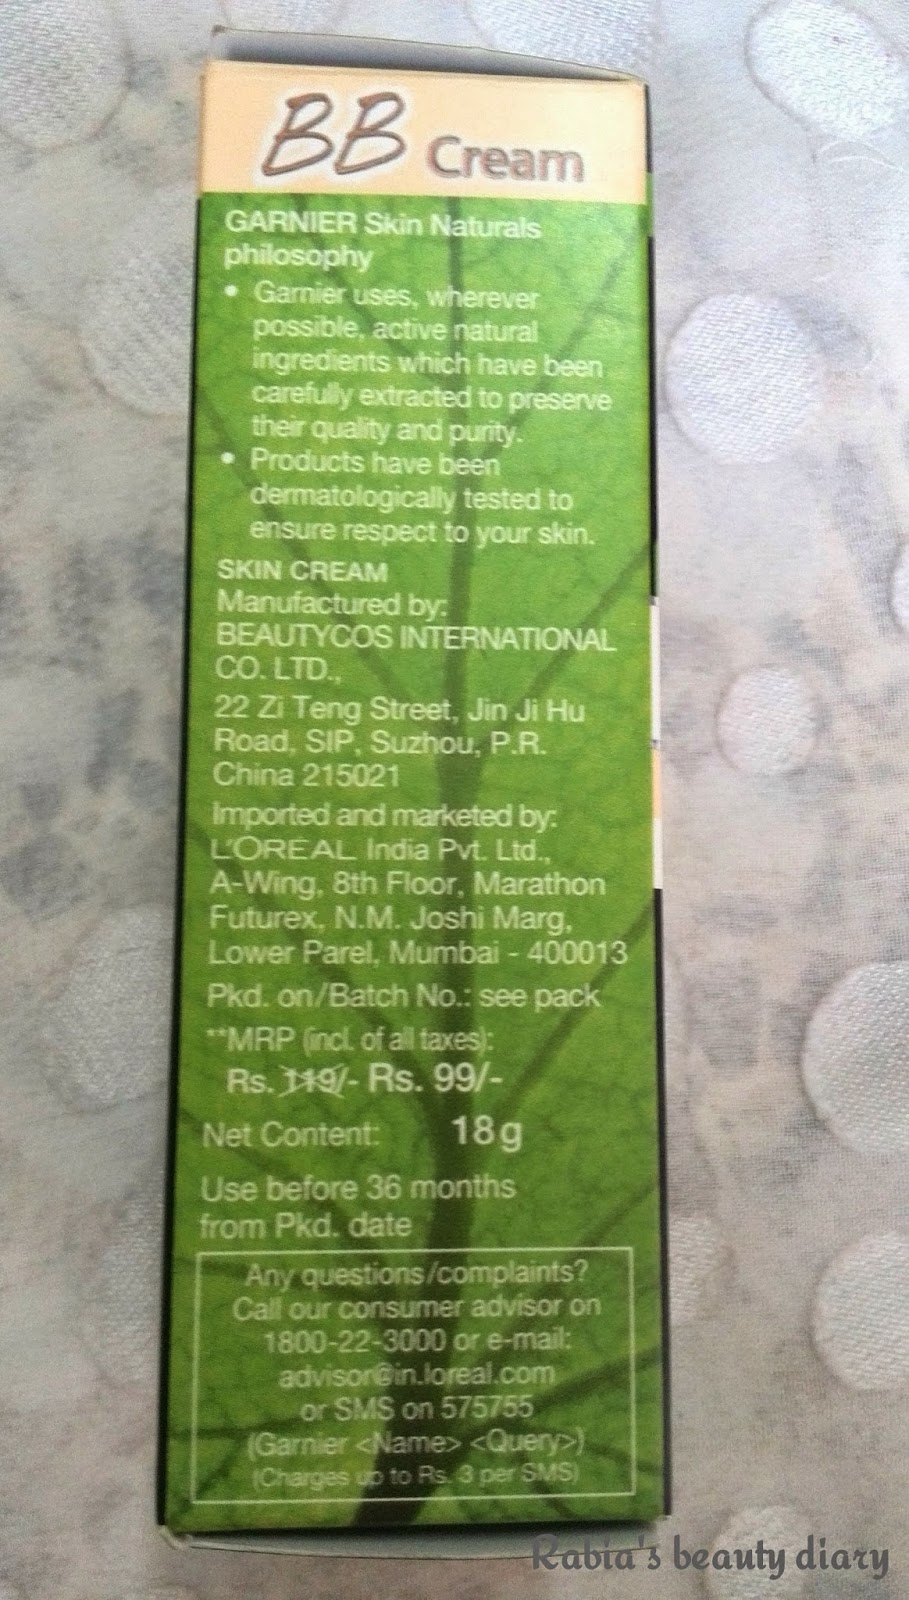 BB Cream
GARNIER Skin Naturals
philosophy
• Garnier uses, wherever
possible, active natural
ingredients which have been
carefully extracted to preserve
their quality and purity.
• Products have been
dermatologically tested to
ensure respect to your skin.
SKIN CREAM
Manufactured by:
BEAUTYCOS INTERNATIONAL
CO. LTD.,
22 Zi Teng Street, Jin Ji Hu
Road, SIP, Suzhou, P.R.
China 215021
Imported and marketed by:
L'ORÉAL India Pvt. Ltd.,
A-Wing, 8th Floor, Marathon
Futurex, N.M. Joshi Marg,
Lower Parel, Mumbai - 400013
Pkd. on/Batch No.: see pack
**MRP (incl. of all taxes):
Rs. 119/- Rs. 99/-
Net Content: 18g
Use before 36 months
from Pkd. date
Any questions/complaints?
Call our consumer advisor on
1800-22-3000 or e-mail:
advisor@in.loreal.com
or SMS on 575755
(Garnier <Name> <Query>)
(Charges up to Rs. 3 per SMS)
Rabia's beauty diary